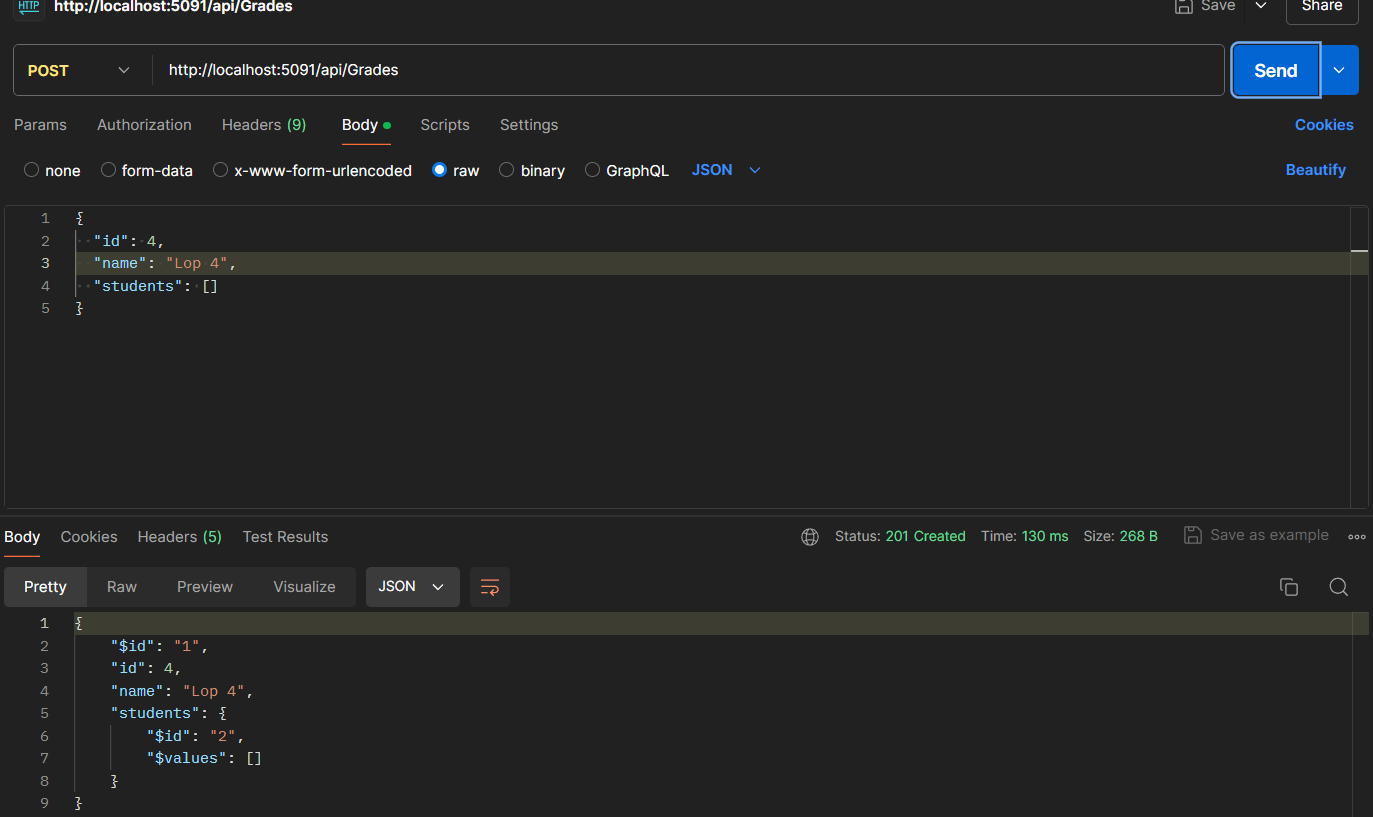 HTTP http://localhost:5091/api/Grades Save Share
POST http://localhost:5091/api/Grades Send
Params Authorization Headers (9) Body Scripts Settings Cookies
none form-data x-www-form-urlencoded raw binary GraphQL JSON Beautify
1 {
2 "id": 4,
3 "name": "Lop 4",
4 "students": []
5 }
Body Cookies Headers (5) Test Results Status: 201 Created Time: 130 ms Size: 268 B Save as example
Pretty Raw Preview Visualize JSON
1 {
2 "$id": "1",
3 "id": 4,
4 "name": "Lop 4",
5 "students": {
6 "$id": "2",
7 "$values": []
8 }
9 }